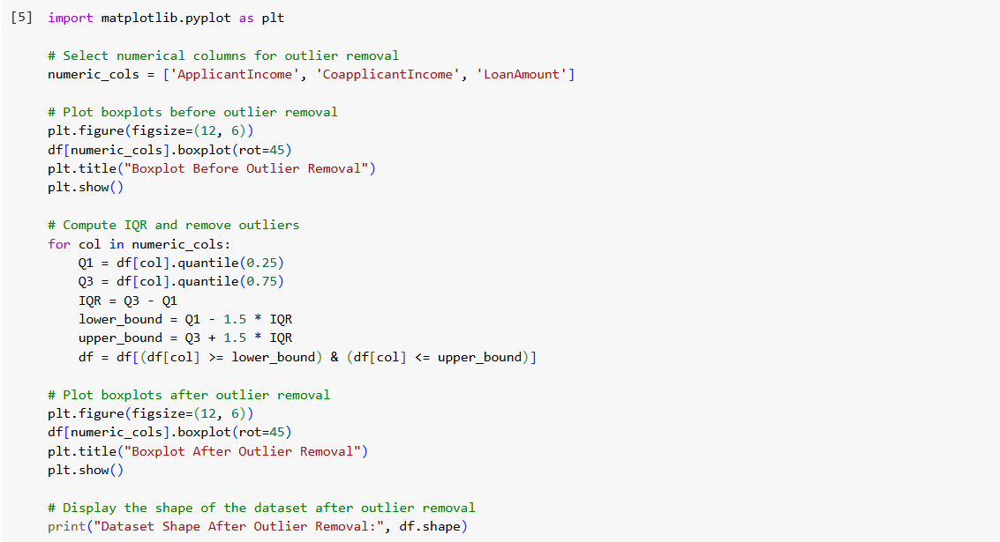 [5] import matplotlib.pyplot as plt
# Select numerical columns for outlier removal
numeric_cols = ['ApplicantIncome', 'CoapplicantIncome', 'LoanAmount']
# Plot boxplots before outlier removal
plt.figure(figsize=(12, 6))
df[numeric_cols].boxplot(rot=45)
plt.title("Boxplot Before Outlier Removal")
plt.show()
# Compute IQR and remove outliers
for col in numeric_cols:
    Q1 = df[col].quantile(0.25)
    Q3 = df[col].quantile(0.75)
    IQR = Q3 - Q1
    lower_bound = Q1 - 1.5 * IQR
    upper_bound = Q3 + 1.5 * IQR
    df = df[(df[col] >= lower_bound) & (df[col] <= upper_bound)]
# Plot boxplots after outlier removal
plt.figure(figsize=(12, 6))
df[numeric_cols].boxplot(rot=45)
plt.title("Boxplot After Outlier Removal")
plt.show()
# Display the shape of the dataset after outlier removal
print("Dataset Shape After Outlier Removal:", df.shape)